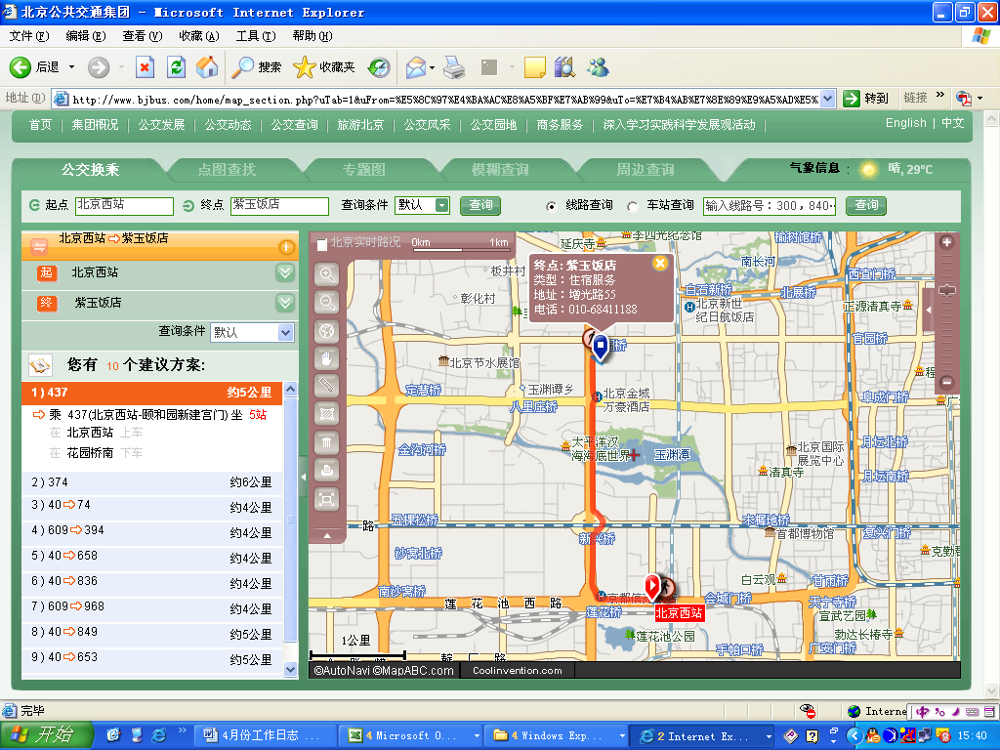 北京公共交通集团 - Microsoft Internet Explorer
文件(F) 编辑(E) 查看(V) 收藏(A) 工具(T) 帮助(H)
后退 搜索 收藏夹
地址(D) http://www.bjbus.com/home/map_section.php?uTab=1&uFrom=%E5%8C%97%E4%BA%AC%E8%A5%BF%E7%AB%99&uTo=%E7%B4%AB%E7%8E%89%E9%A5%AD%E5% 转到 链接 »
首页 集团概况 公交发展 公交动态 公交查询 旅游北京 公交风采 公交园地 商务服务 深入学习实践科学发展观活动 English | 中文
公交换乘 点图查找 专题图 模糊查询 周边查询 气象信息 : 晴, 29°C
起点 北京西站 终点 紫玉饭店 查询条件 默认 查询 线路查询 车站查询 输入线路号：300，840 查询
北京西站 紫玉饭店
起 北京西站
终 紫玉饭店
查询条件 默认
您有 10 个建议方案:
1) 437 约5公里
乘 437(北京西站-颐和园新建宫门) 坐 5站
在 北京西站 上车
在 花园桥南 下车
2) 374 约6公里
3) 40 74 约4公里
4) 609 394 约4公里
5) 40 658 约4公里
6) 40 836 约4公里
7) 609 968 约4公里
8) 40 849 约5公里
9) 40 653 约5公里
北京实时路况 0km 1km
延庆寺 李四光纪念馆 榆树馆桥
终点: 紫玉饭店
类型：住宿服务
地址：增光路55
电话：010-68411188
板井村
南长河
西直门桥
彰化村
白石新桥 北展桥
北京新世
纪日航饭店
正源清真寺
官园桥
北京节水展馆
定慧桥 玉渊潭乡
八里庄桥
北京金域
万豪酒店
阜成门桥
太平洋汉
海海底世界
玉渊潭
金沟河桥
北京国际
展览中心
月坛北桥
清真寺
月坛南桥
五棵松桥
路
新兴桥
木樨地桥
首都博物馆
复兴门桥
沙窝北桥
克勤
白云观 甘雨桥
南沙窝桥
莲花池西路
京都信
莲花桥
北京西站
会城门桥
天宁寺桥
宣武艺园
莲花池公园
勤达长椿寺
手帕口桥 广安门桥
1公里
©AutoNavi ©MapABC.com Coolinvention.com
完毕 Interne
开始 » 4月份工作日志 ... 4 Microsoft O... 4 Windows Exp... 2 Internet Ex... 15:40